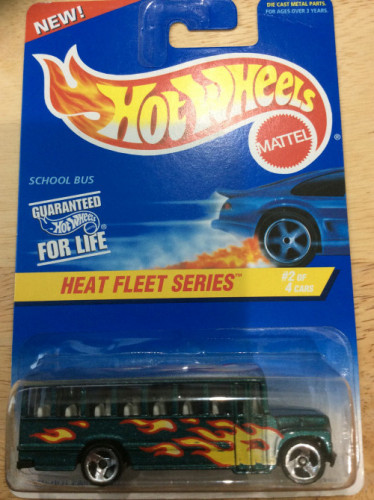 NEW!
DIE CAST METAL PARTS.
FOR AGES OVER 3 YEARS.
HOT WHEELS
®
MATTEL
SCHOOL BUS
GUARANTEED
Hot Wheels ®
FOR LIFE
HEAT FLEET SERIES™
#2 OF
4 CARS